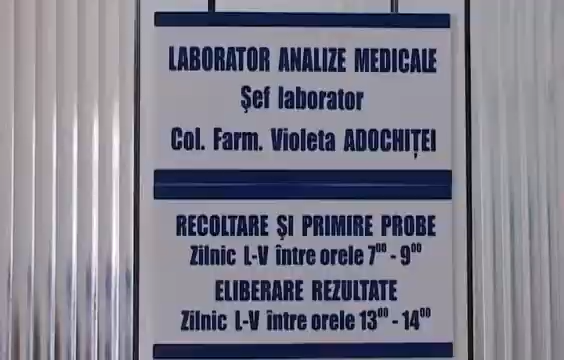 LABORATOR ANALIZE MEDICALE
Şef laborator
Col. Farm. Violeta ADOCHIȚEI
RECOLTARE ŞI PRIMIRE PROBE
Zilnic L-V între orele 7⁰⁰ - 9⁰⁰
ELIBERARE REZULTATE
Zilnic L-V între orele 13⁰⁰ - 14⁰⁰